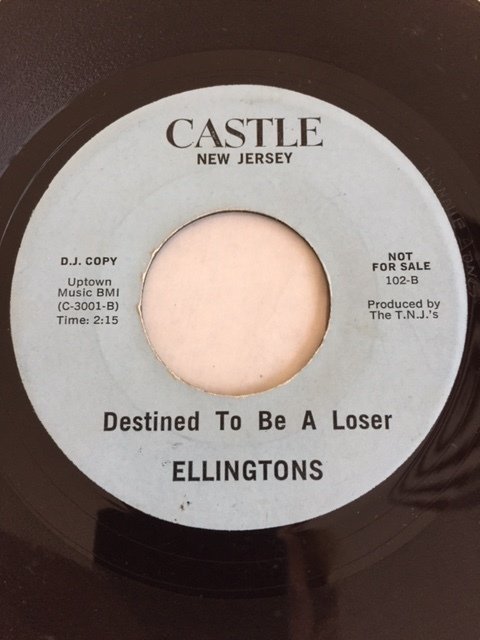 CASTLE
NEW JERSEY
D.J. COPY
Uptown
Music BMI
(C-3001-B)
Time: 2:15
NOT
FOR SALE
102-B
Produced by
The T.N.J.'s
Destined To Be A Loser
ELLINGTONS